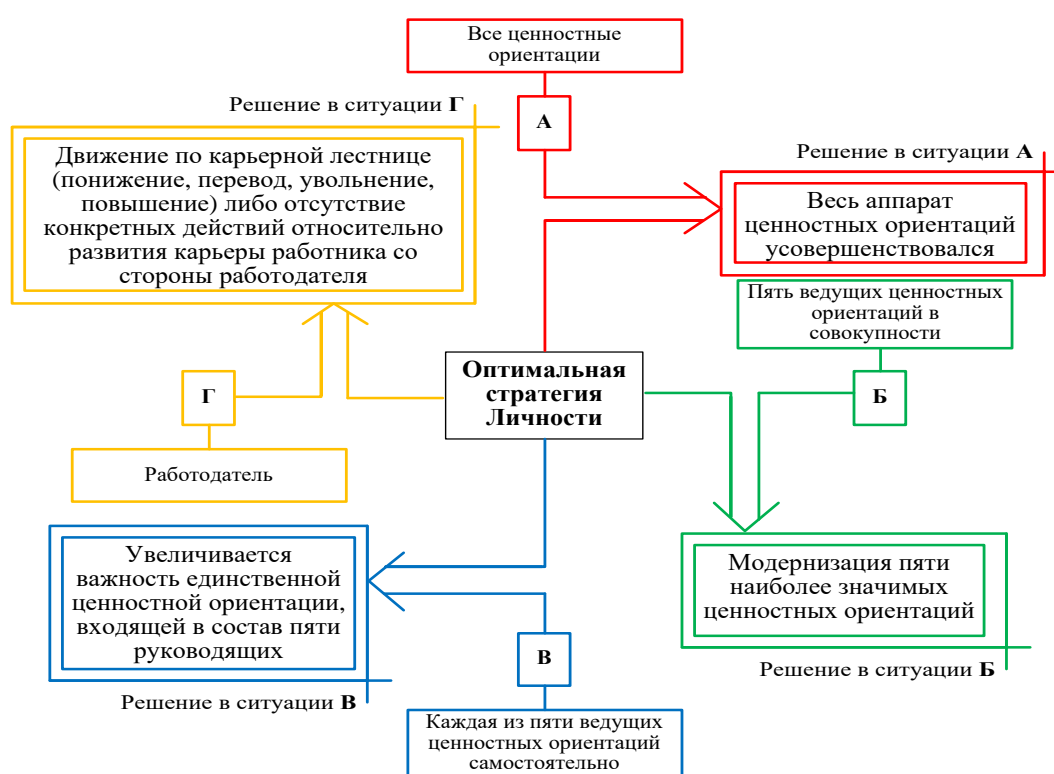 Все ценностные
ориентации
Решение в ситуации Г
А
Движение по карьерной лестнице
(понижение, перевод, увольнение,
повышение) либо отсутствие
конкретных действий относительно
развития карьеры работника со
стороны работодателя
Решение в ситуации А
Весь аппарат
ценностных ориентаций
усовершенствовался
Пять ведущих ценностных
ориентаций в
совокупности
Оптимальная
стратегия
Личности
Г
Б
Работодатель
Увеличивается
важность единственной
ценностной ориентации,
входящей в состав пяти
руководящих
Модернизация пяти
наиболее значимых
ценностных ориентаций
В
Решение в ситуации Б
Решение в ситуации В
Каждая из пяти ведущих
ценностных ориентаций
самостоятельно